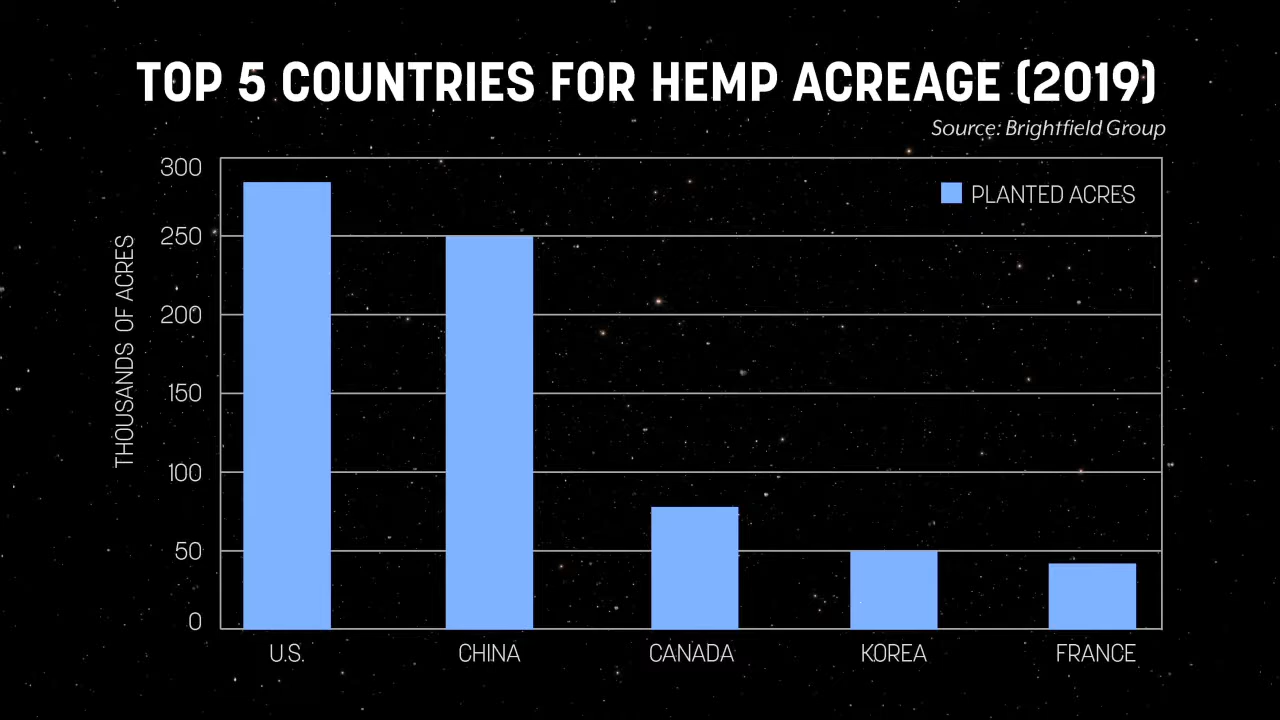 TOP 5 COUNTRIES FOR HEMP ACREAGE (2019)
Source: Brightfield Group
PLANTED ACRES
THOUSANDS OF ACRES
300
250
200
150
100
50
0
U.S. CHINA CANADA KOREA FRANCE